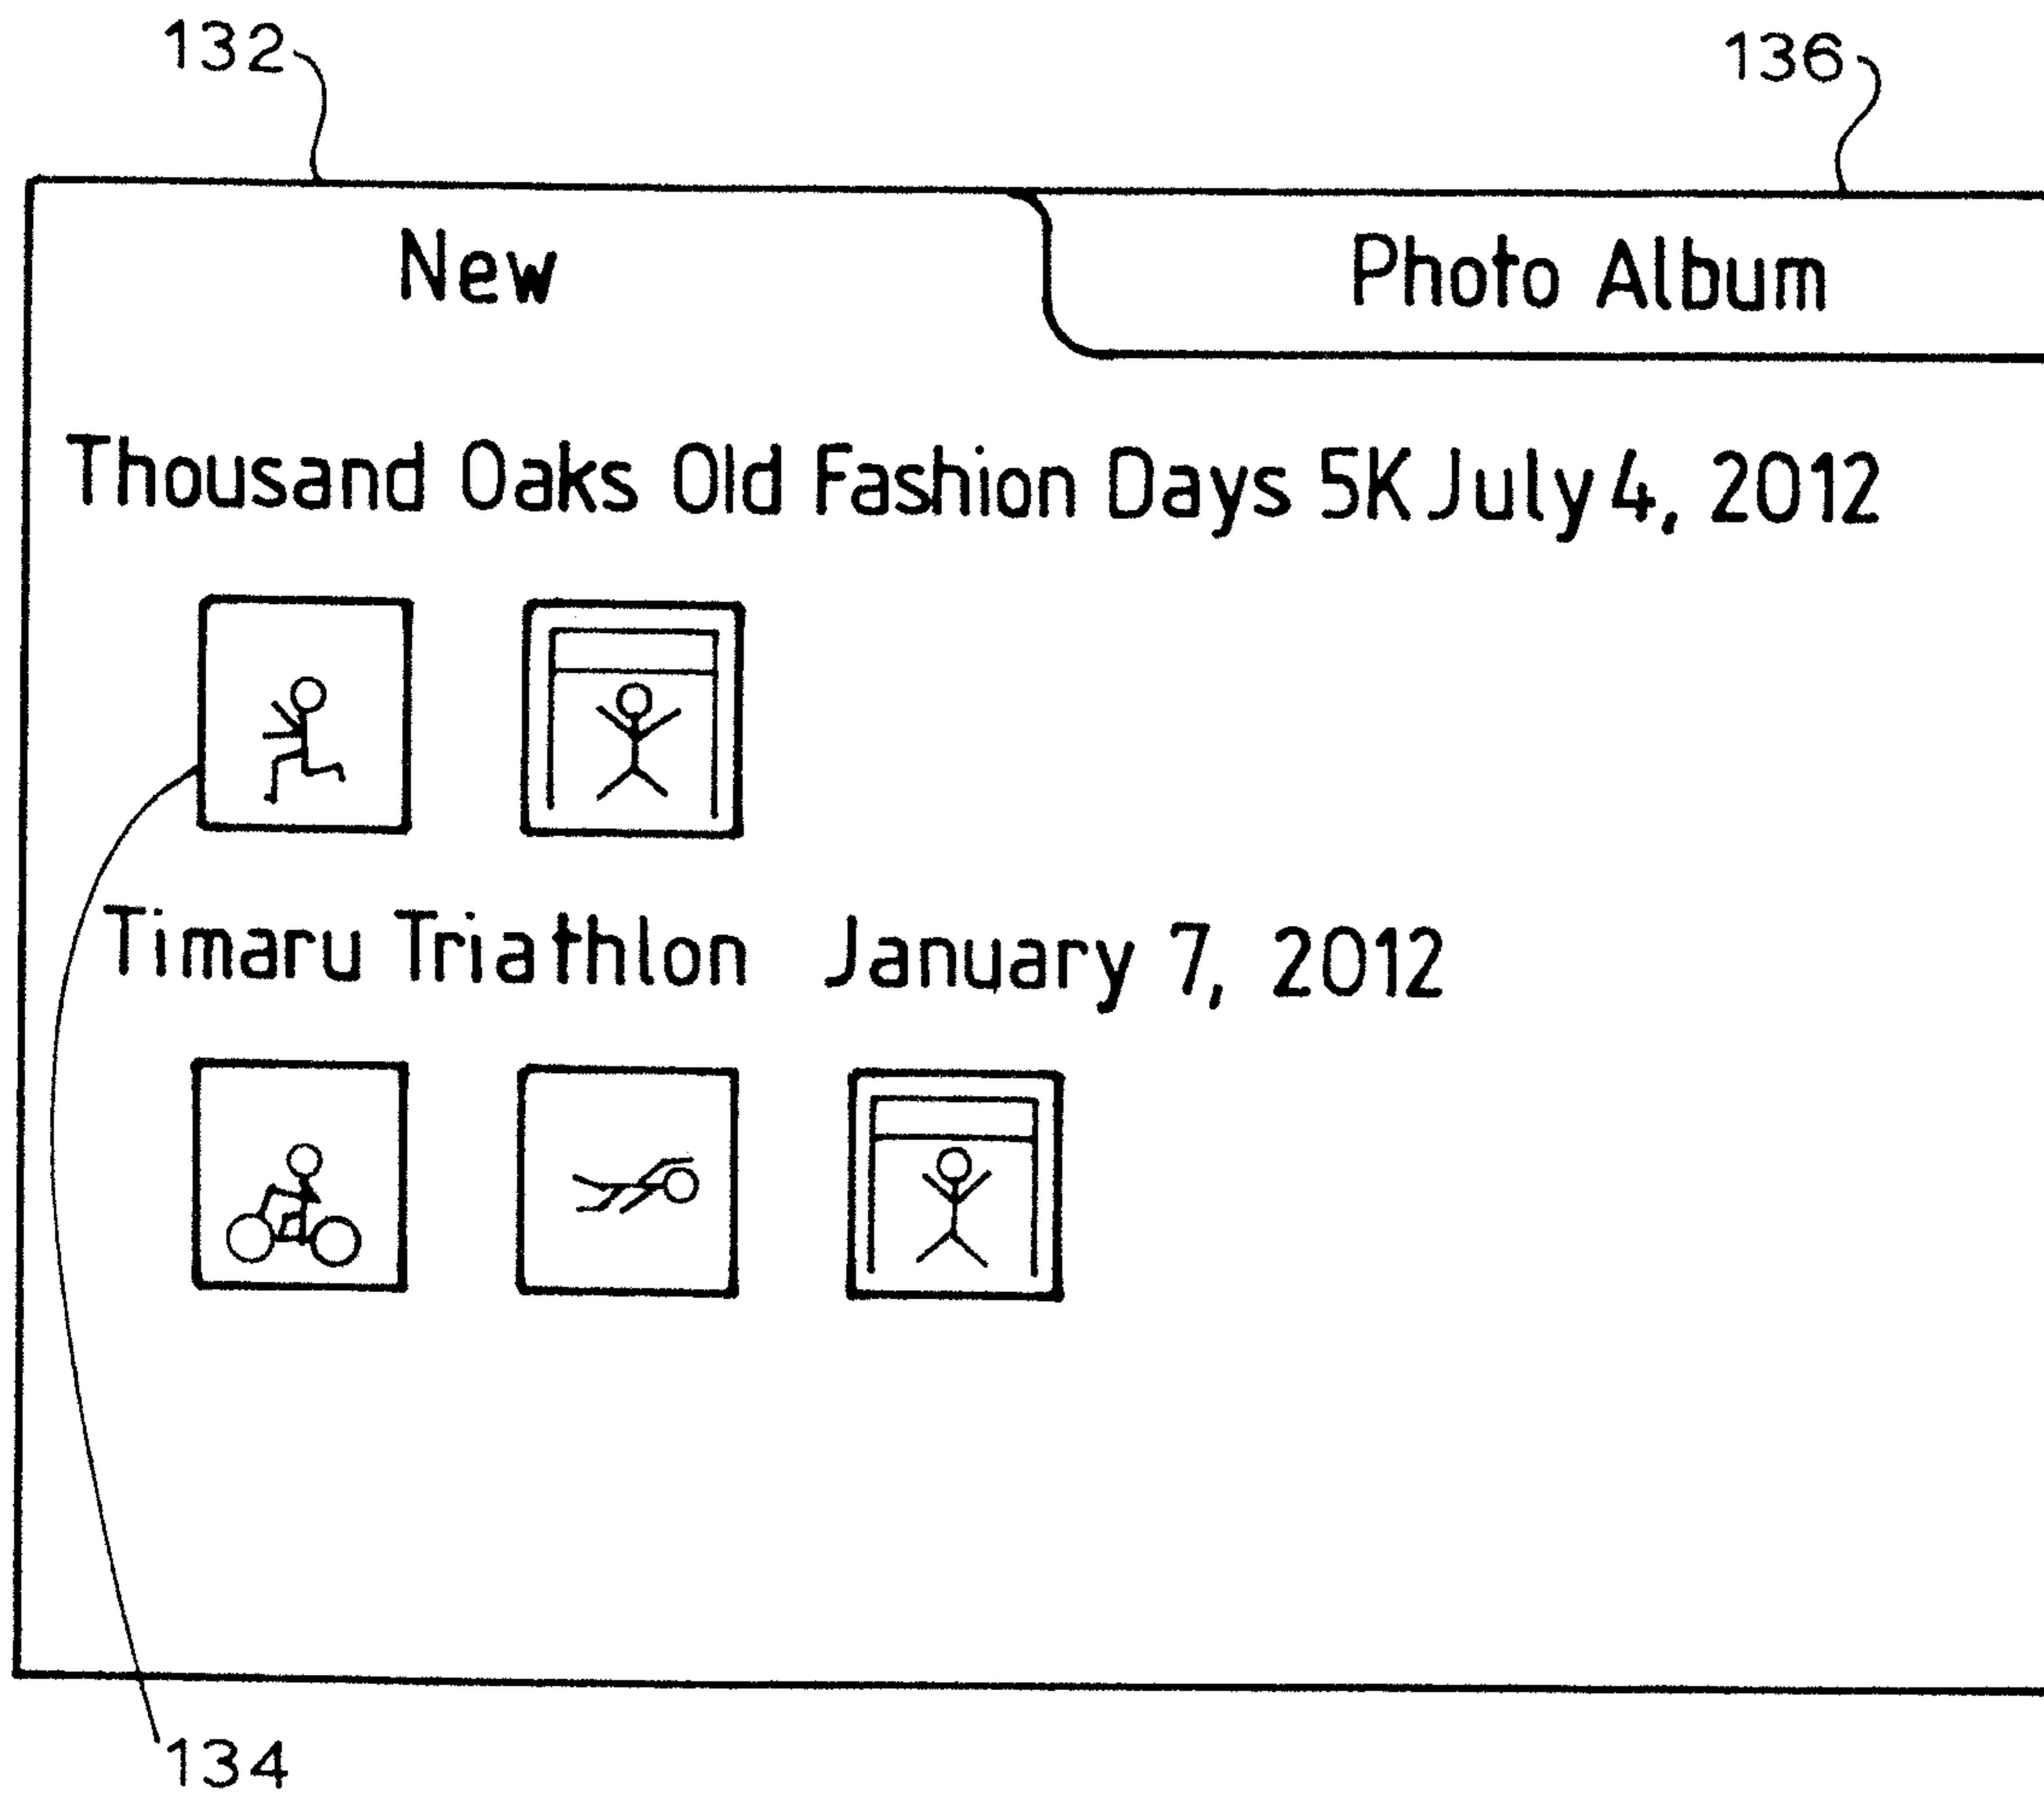 132 136
New Photo Album
Thousand Oaks Old Fashion Days 5K July 4, 2012
Timaru Triathlon January 7, 2012
134